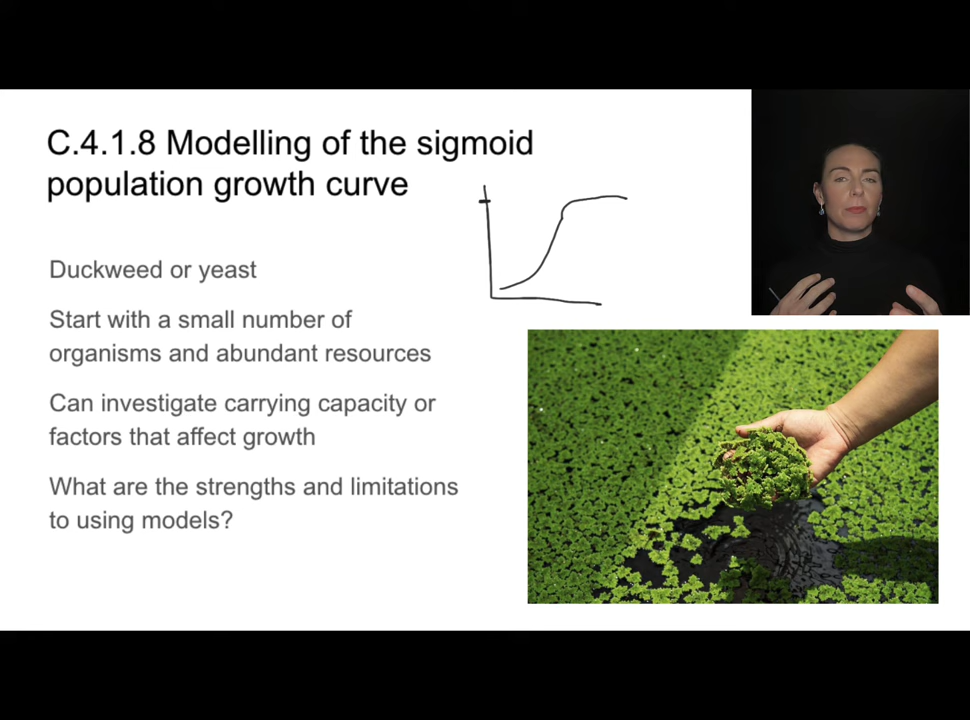 C.4.1.8 Modelling of the sigmoid
population growth curve
Duckweed or yeast
Start with a small number of
organisms and abundant resources
Can investigate carrying capacity or
factors that affect growth
What are the strengths and limitations
to using models?